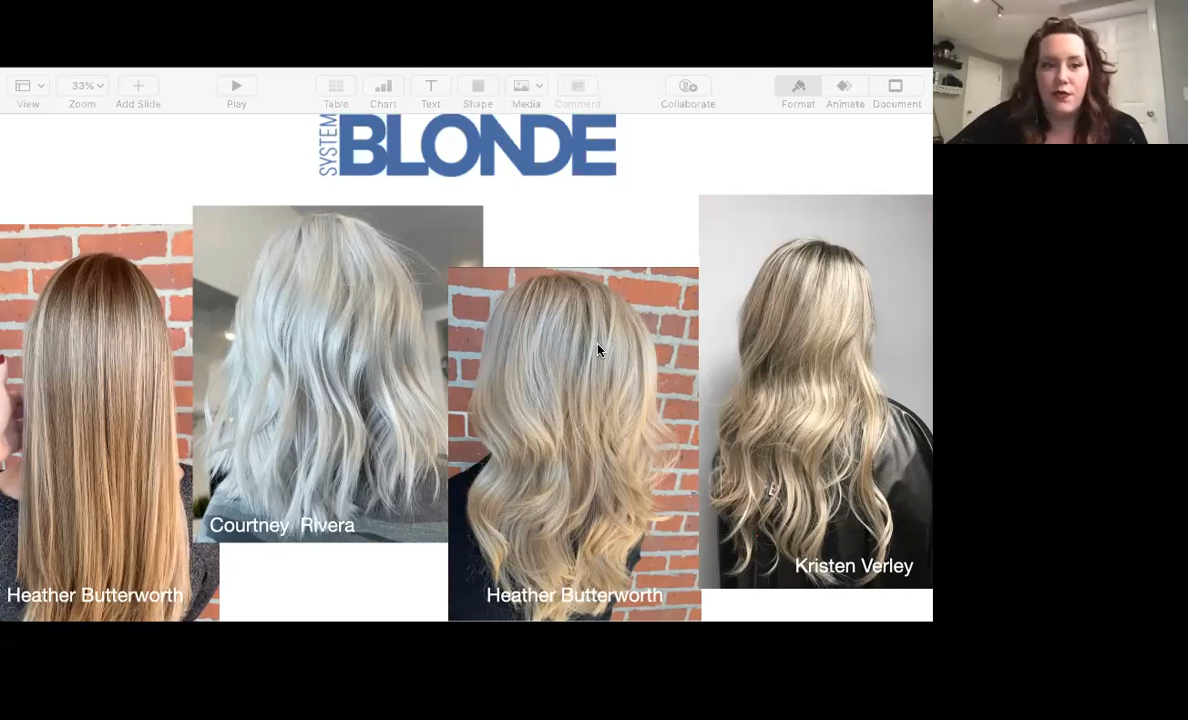 33%
View
Zoom
Add Slide
Play
Table
Chart
Text
Shape
Media
Comment
Collaborate
Format
Animate
Document
SYSTEM
BLONDE
Courtney Rivera
Kristen Verley
Heather Butterworth
Heather Butterworth